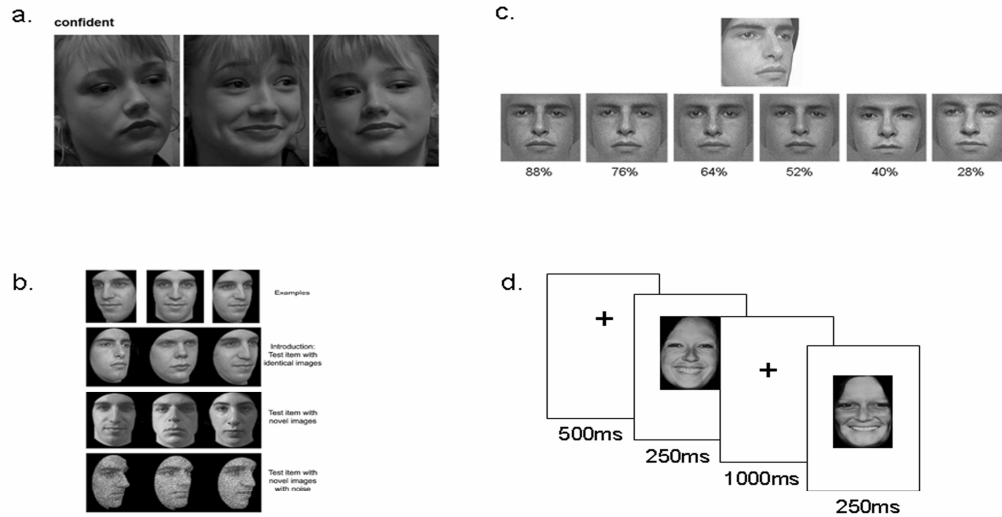 a.
confident
c.
88% 76% 64% 52% 40% 28%
b.
Examples
Introduction:
Test item with
identical images
Test item with
novel images
Test item with
novel images
with noise
d.
+
500ms
250ms
+
1000ms
250ms